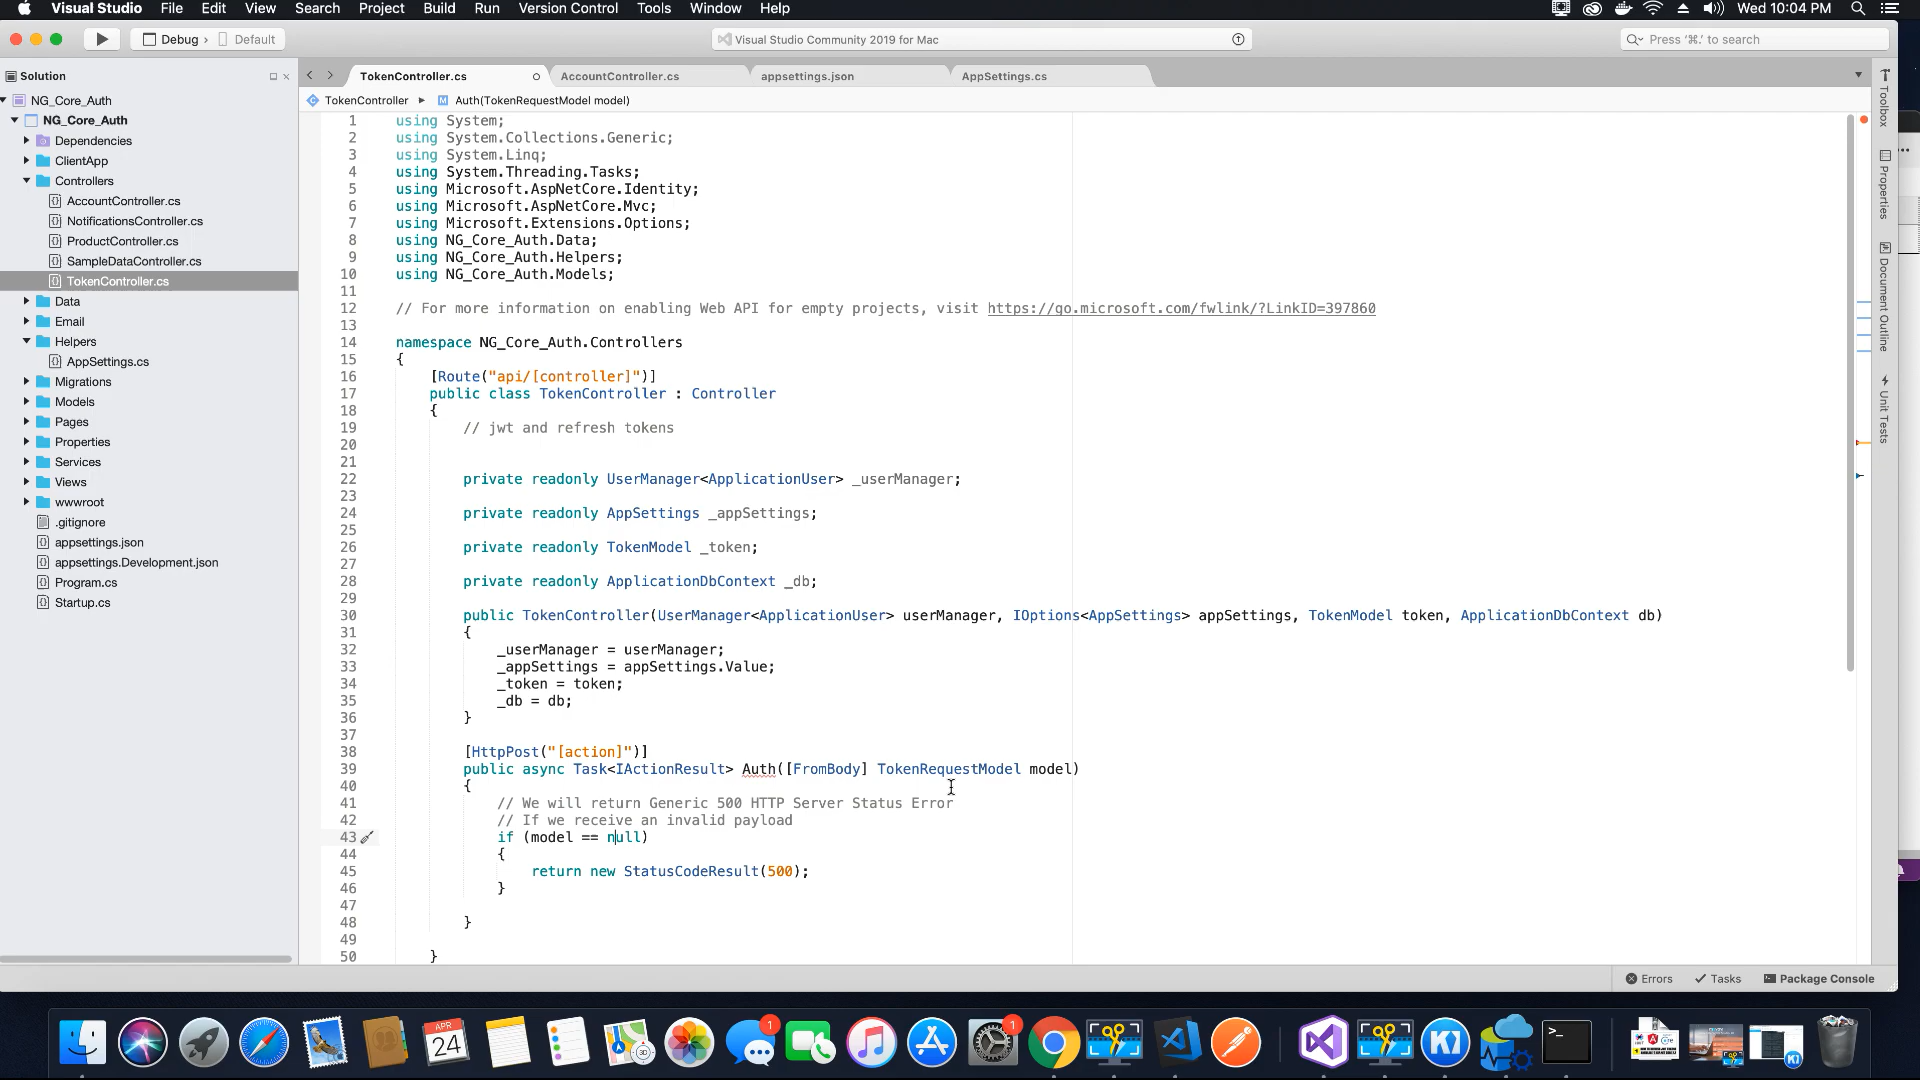 Visual Studio File Edit View Search Project Build Run Version Control Tools Window Help Wed 10:04 PM
Debug › Default Visual Studio Community 2019 for Mac Press '⌘.' to search
Solution
NG_Core_Auth
NG_Core_Auth
Dependencies
ClientApp
Controllers
AccountController.cs
NotificationsController.cs
ProductController.cs
SampleDataController.cs
TokenController.cs
Data
Email
Helpers
AppSettings.cs
Migrations
Models
Pages
Properties
Services
Views
wwwroot
.gitignore
appsettings.json
appsettings.Development.json
Program.cs
Startup.cs
TokenController.cs AccountController.cs appsettings.json AppSettings.cs
TokenController Auth(TokenRequestModel model)
1 using System;
2 using System.Collections.Generic;
3 using System.Linq;
4 using System.Threading.Tasks;
5 using Microsoft.AspNetCore.Identity;
6 using Microsoft.AspNetCore.Mvc;
7 using Microsoft.Extensions.Options;
8 using NG_Core_Auth.Data;
9 using NG_Core_Auth.Helpers;
10 using NG_Core_Auth.Models;
11
12 // For more information on enabling Web API for empty projects, visit https://go.microsoft.com/fwlink/?LinkID=397860
13
14 namespace NG_Core_Auth.Controllers
15 {
16 [Route("api/[controller]")]
17 public class TokenController : Controller
18 {
19 // jwt and refresh tokens
20
21
22 private readonly UserManager<ApplicationUser> _userManager;
23
24 private readonly AppSettings _appSettings;
25
26 private readonly TokenModel _token;
27
28 private readonly ApplicationDbContext _db;
29
30 public TokenController(UserManager<ApplicationUser> userManager, IOptions<AppSettings> appSettings, TokenModel token, ApplicationDbContext db)
31 {
32 _userManager = userManager;
33 _appSettings = appSettings.Value;
34 _token = token;
35 _db = db;
36 }
37
38 [HttpPost("[action]")]
39 public async Task<IActionResult> Auth([FromBody] TokenRequestModel model)
40 {
41 // We will return Generic 500 HTTP Server Status Error
42 // If we receive an invalid payload
43 if (model == null)
44 {
45 return new StatusCodeResult(500);
46 }
47
48 }
49
50 }
Toolbox
Properties
Document Outline
Unit Tests
Errors Tasks Package Console
APR
24
1
1